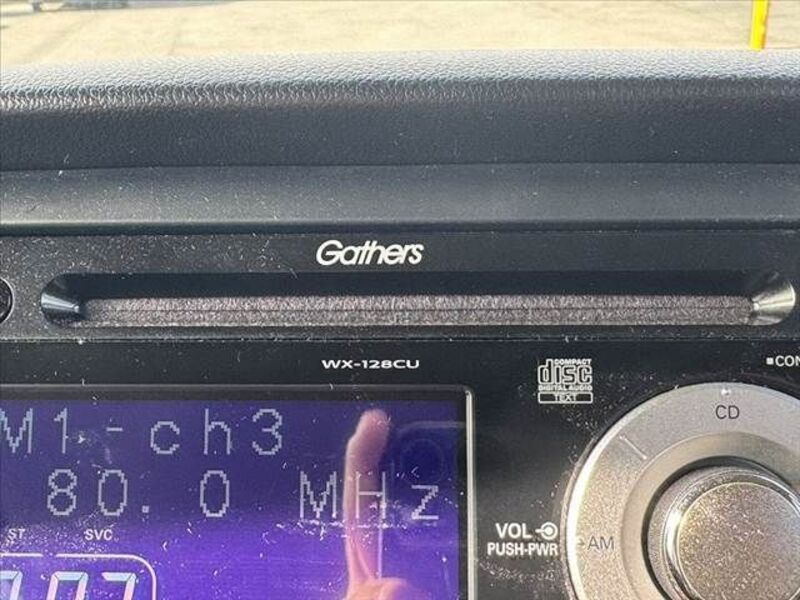 Gathers
WX-128CU
COMPACT
disc
DIGITAL AUDIO
TEXT
CON
CD
M1-ch3
80.0 MHz
ST SVC
VOL
PUSH-PWR
AM